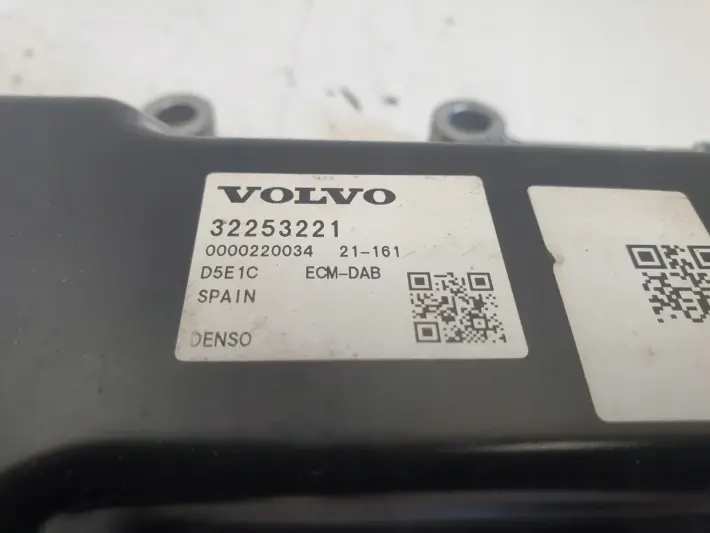 VOLVO
32253221
0000220034 21-161
D5E1C ECM-DAB
SPAIN
DENSO